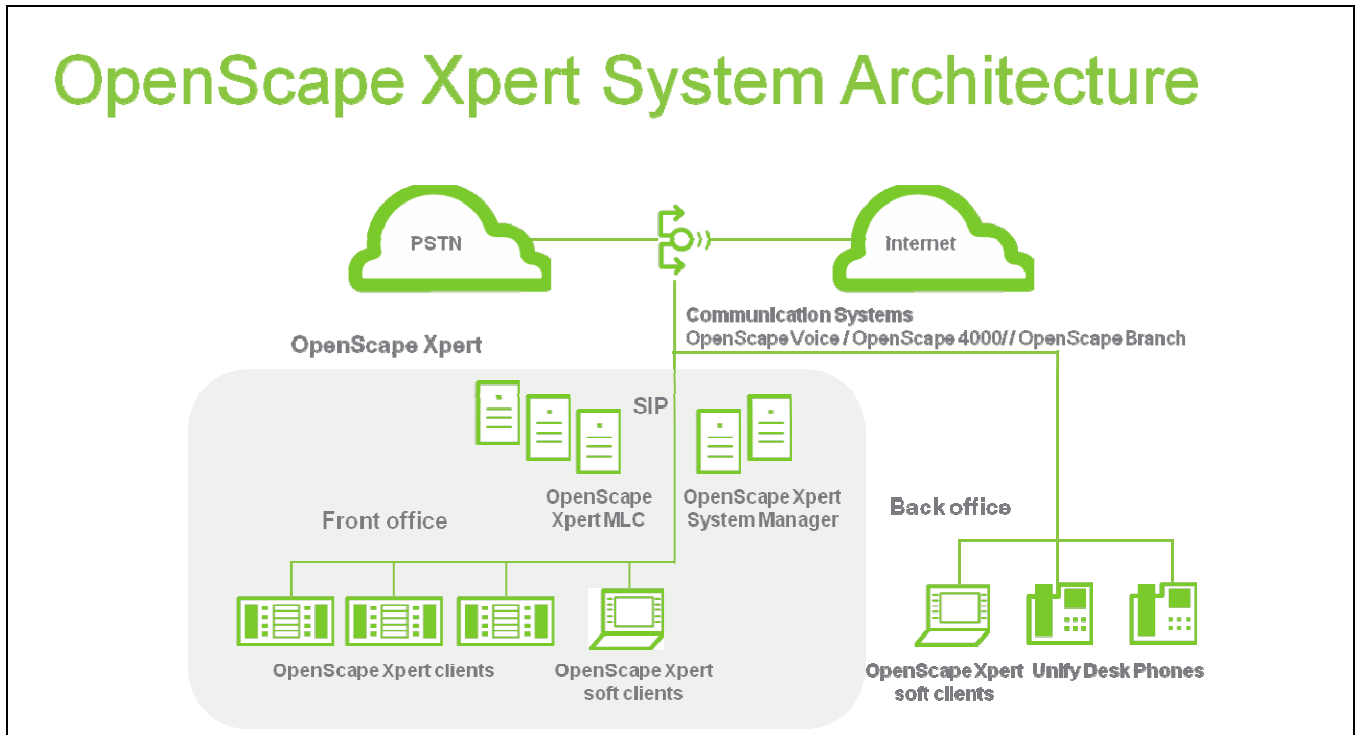 OpenScape Xpert System Architecture
PSTN
Internet
Communication Systems
OpenScape Voice / OpenScape 4000// OpenScape Branch
OpenScape Xpert
SIP
OpenScape
Xpert MLC
OpenScape Xpert
System Manager
Front office
Back office
OpenScape Xpert clients
OpenScape Xpert
soft clients
OpenScape Xpert
soft clients
Unify Desk Phones